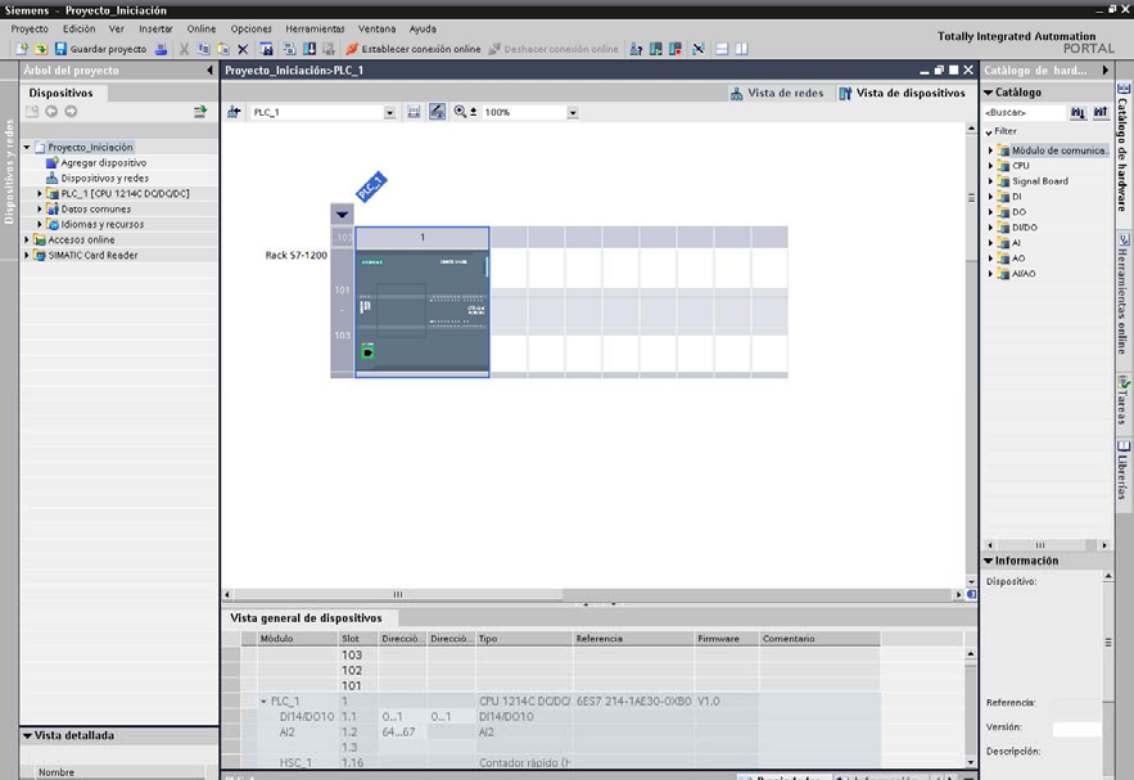 Siemens - Proyecto_Iniciación
Proyecto Edición Ver Insertar Online Opciones Herramientas Ventana Ayuda
Totally Integrated Automation
PORTAL
Guardar proyecto Establecer conexión online Deshacer conexión online
Árbol del proyecto
Dispositivos
Dispositivos y redes
Proyecto_Iniciación
Agregar dispositivo
Dispositivos y redes
PLC_1 [CPU 1214C DC/DC/DC]
Datos comunes
Idiomas y recursos
Accesos online
SIMATIC Card Reader
Vista detallada
Nombre
Proyecto_Iniciación>PLC_1
Vista de redes Vista de dispositivos
PLC_1 100%
PLC_1
103 1
Rack S7-1200
101
-
103
Vista general de dispositivos
Módulo Slot Direcció... Direcció... Tipo Referencia Firmware Comentario
103
102
101
PLC_1 1 CPU 1214C DC/DC/ 6ES7 214-1AE30-0XB0 V1.0
DI14/DO10 1.1 0...1 0...1 DI14/DO10
AI2 1.2 64...67 AI2
1.3
HSC_1 1.16 Contador rápido (H
Catálogo de hard...
Catálogo
<Buscar>
Filter
Módulo de comunica...
CPU
Signal Board
DI
DO
DI/DO
AI
AO
AI/AO
Información
Dispositivo:
Referencia:
Versión:
Descripción:
Catálogo de hardware
Herramientas online
Tareas
Librerías